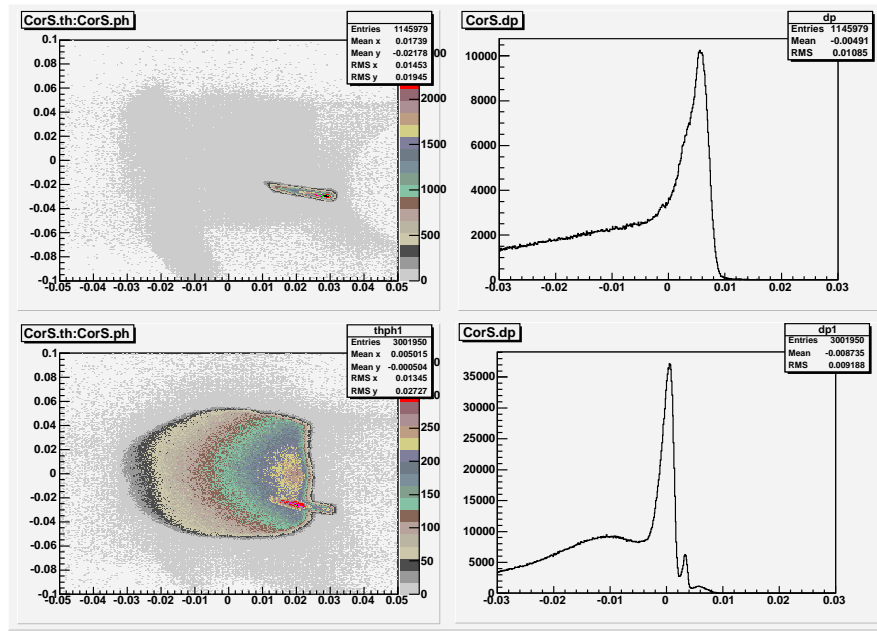 CorS.th:CorS.ph
Entries 1145979
Mean x 0.01739
Mean y -0.02178
RMS x 0.01453
RMS y 0.01945
0.1
0.08
0.06
0.04
0.02
0
-0.02
-0.04
-0.06
-0.08
-0.1
-0.05 -0.04 -0.03 -0.02 -0.01 0 0.01 0.02 0.03 0.04 0.05
2000
1500
1000
500
0
CorS.dp
dp
Entries 1145979
Mean -0.00491
RMS 0.01085
10000
8000
6000
4000
2000
0
-0.03 -0.02 -0.01 0 0.01 0.02 0.03
CorS.th:CorS.ph
thph1
Entries 3001950
Mean x 0.005015
Mean y -0.000504
RMS x 0.01345
RMS y 0.02727
0.1
0.08
0.06
0.04
0.02
0
-0.02
-0.04
-0.06
-0.08
-0.1
-0.05 -0.04 -0.03 -0.02 -0.01 0 0.01 0.02 0.03 0.04 0.05
250
200
150
100
50
0
CorS.dp
dp1
Entries 3001950
Mean -0.008735
RMS 0.009188
35000
30000
25000
20000
15000
10000
5000
0
-0.03 -0.02 -0.01 0 0.01 0.02 0.03